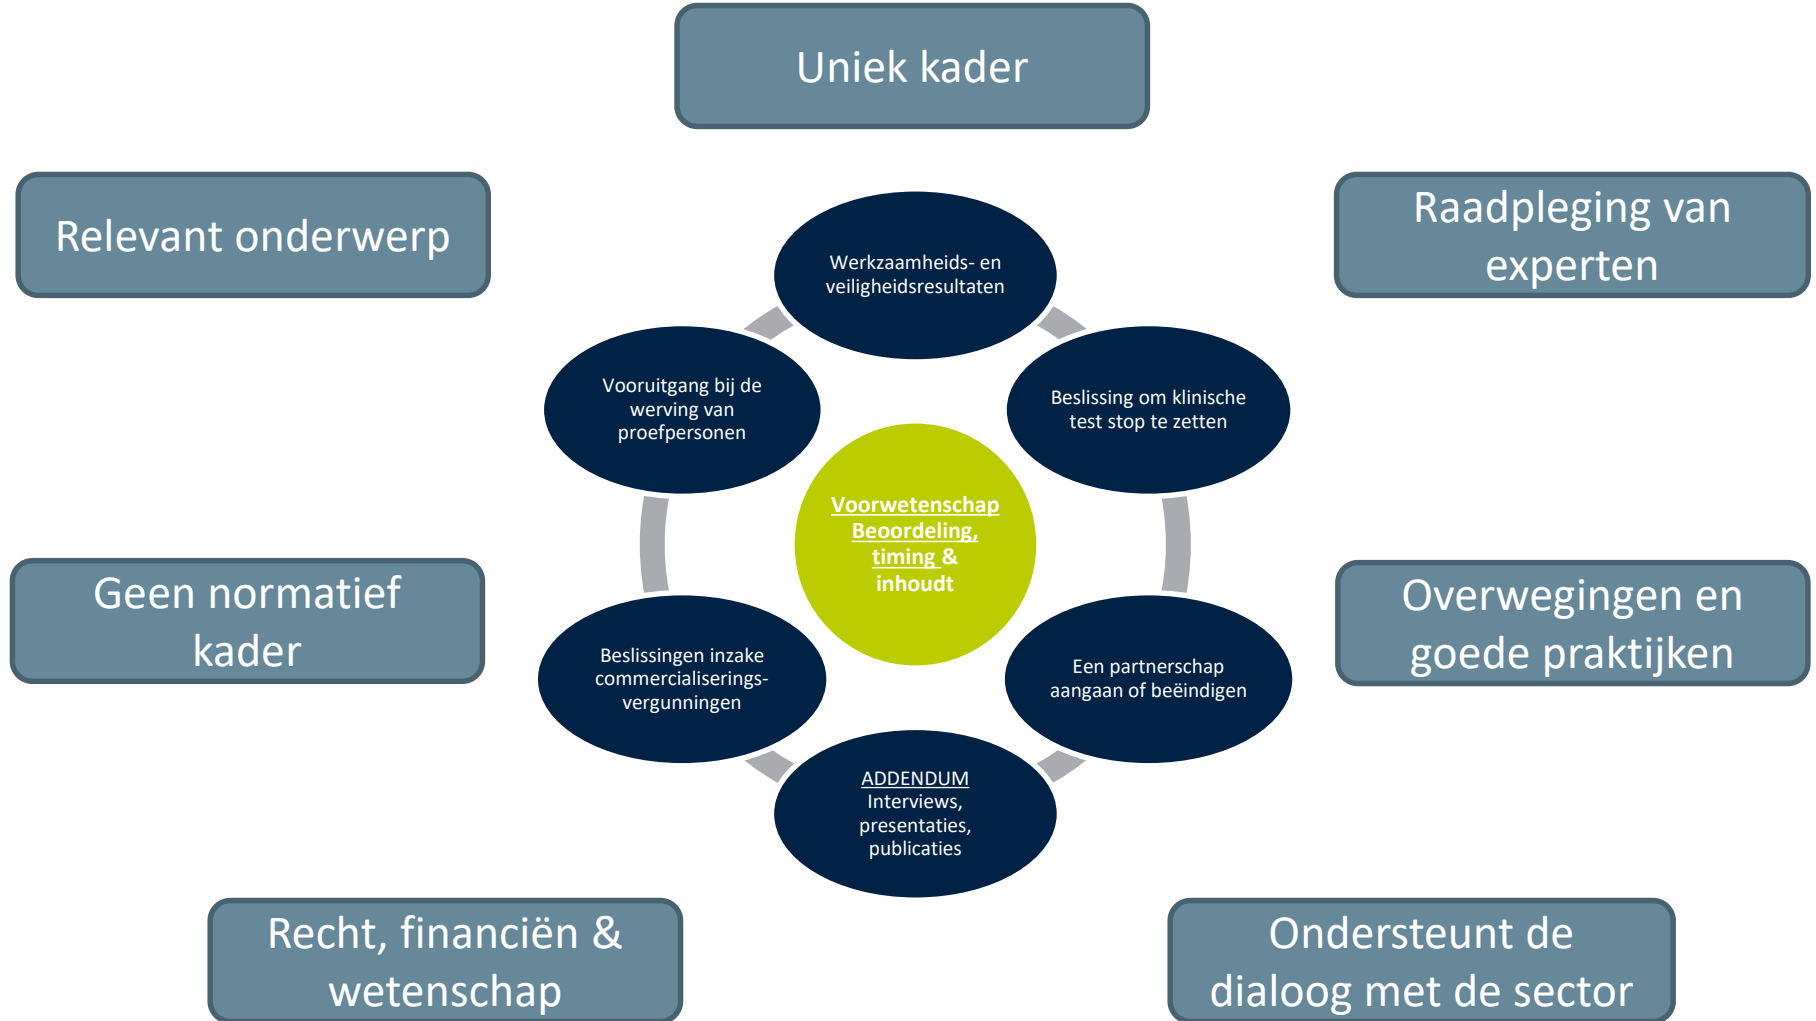 Uniek kader
Relevant onderwerp
Raadpleging van
experten
Werkzaamheids- en
veiligheidsresultaten
Vooruitgang bij de
werving van
proefpersonen
Beslissing om klinische
test stop te zetten
Voorwetenschap
Beoordeling,
timing &
inhoudt
Geen normatief
kader
Overwegingen en
goede praktijken
Beslissingen inzake
commercialiserings-
vergunningen
Een partnerschap
aangaan of beëindigen
ADDENDUM
Interviews,
presentaties,
publicaties
Recht, financiën &
wetenschap
Ondersteunt de
dialoog met de sector